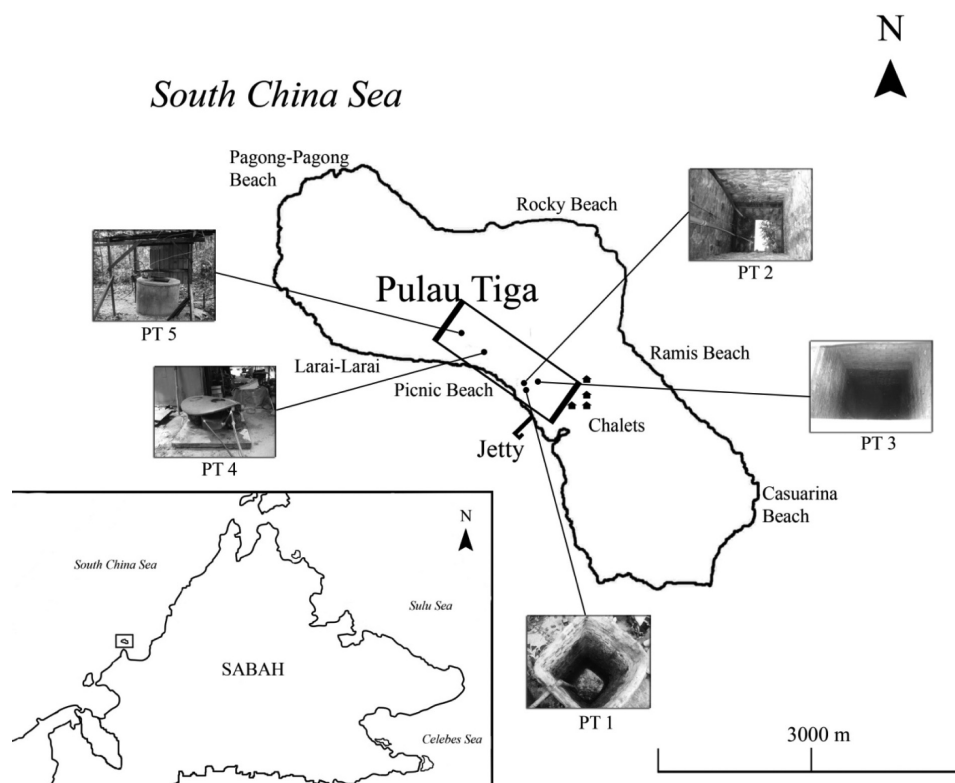 N
South China Sea
Pagong-Pagong
Beach
Rocky Beach
PT 2
Pulau Tiga
PT 5
Ramis Beach
Larai-Larai
Picnic Beach
Chalets
PT 3
Jetty
PT 4
Casuarina
Beach
N
South China Sea
Sulu Sea
SABAH
Celebes Sea
PT 1
3000 m